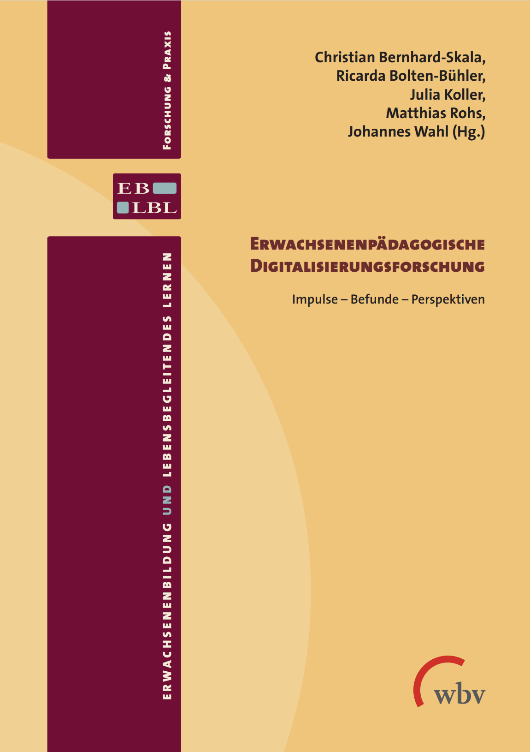 FORSCHUNG & PRAXIS
Christian Bernhard-Skala,
Ricarda Bolten-Bühler,
Julia Koller,
Matthias Rohs,
Johannes Wahl (Hg.)
EB
LBL
ERWACHSENENPÄDAGOGISCHE
DIGITALISIERUNGSFORSCHUNG
Impulse – Befunde – Perspektiven
ERWACHSENENBILDUNG UND LEBENSBEGLEITENDES LERNEN
wbv